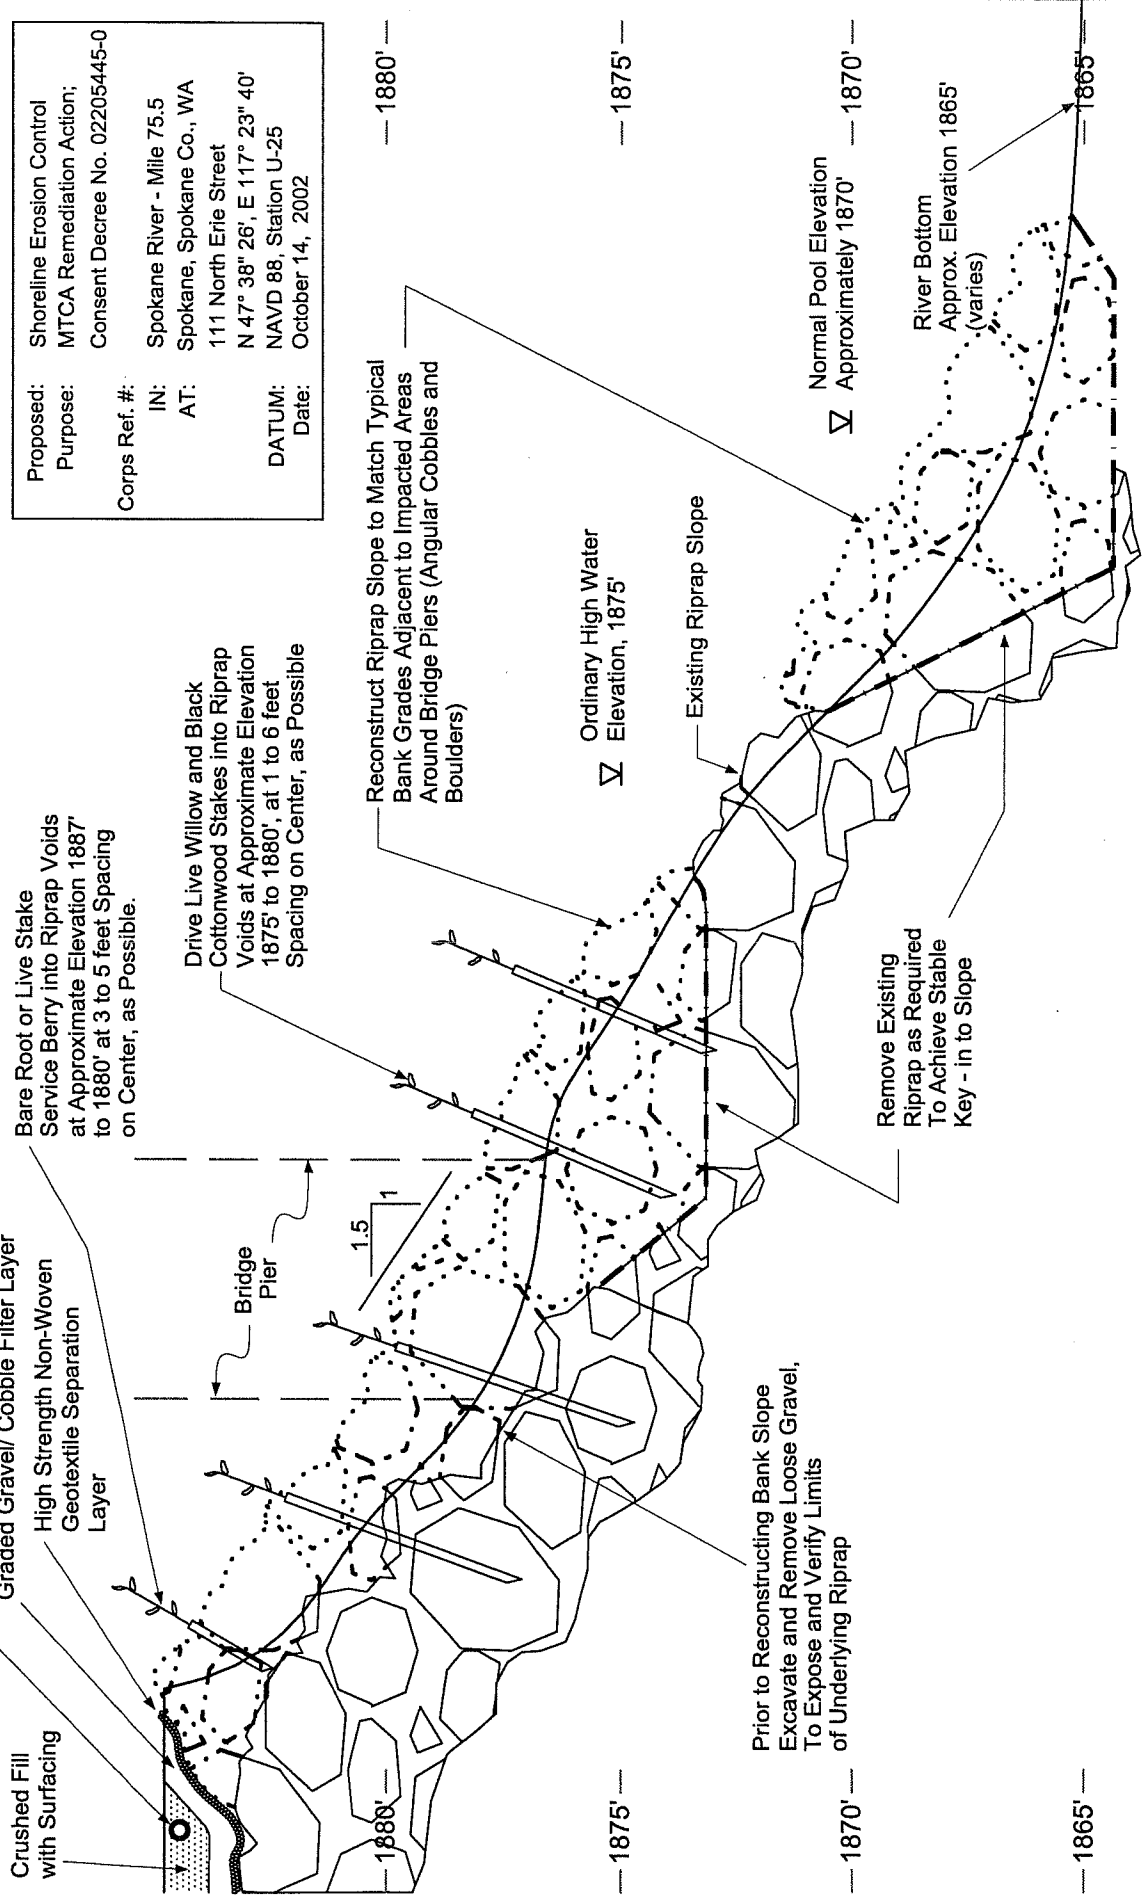 Proposed: Shoreline Erosion Control
Purpose: MTCA Remediation Action;
Consent Decree No. 02205445-0
Corps Ref. #:
IN: Spokane River - Mile 75.5
AT: Spokane, Spokane Co., WA
111 North Erie Street
N 47° 38" 26', E 117° 23" 40'
DATUM: NAVD 88, Station U-25
Date: October 14, 2002
Crushed Fill
with Surfacing
Graded Gravel/ Cobble Filter Layer
High Strength Non-Woven
Geotextile Separation
Layer
Bare Root or Live Stake
Service Berry into Riprap Voids
at Approximate Elevation 1887'
to 1880' at 3 to 5 feet Spacing
on Center, as Possible.
Bridge
Pier
1.5
1
Drive Live Willow and Black
Cottonwood Stakes into Riprap
Voids at Approximate Elevation
1875' to 1880', at 1 to 6 feet
Spacing on Center, as Possible
Reconstruct Riprap Slope to Match Typical
Bank Grades Adjacent to Impacted Areas
Around Bridge Piers (Angular Cobbles and
Boulders)
Ordinary High Water
Elevation, 1875'
Existing Riprap Slope
Normal Pool Elevation
Approximately 1870'
River Bottom
Approx. Elevation 1865'
(varies)
Remove Existing
Riprap as Required
To Achieve Stable
Key - in to Slope
Prior to Reconstructing Bank Slope
Excavate and Remove Loose Gravel,
To Expose and Verify Limits
of Underlying Riprap
1880'
1875'
1870'
1865'
1880'
1875'
1870'
1865'